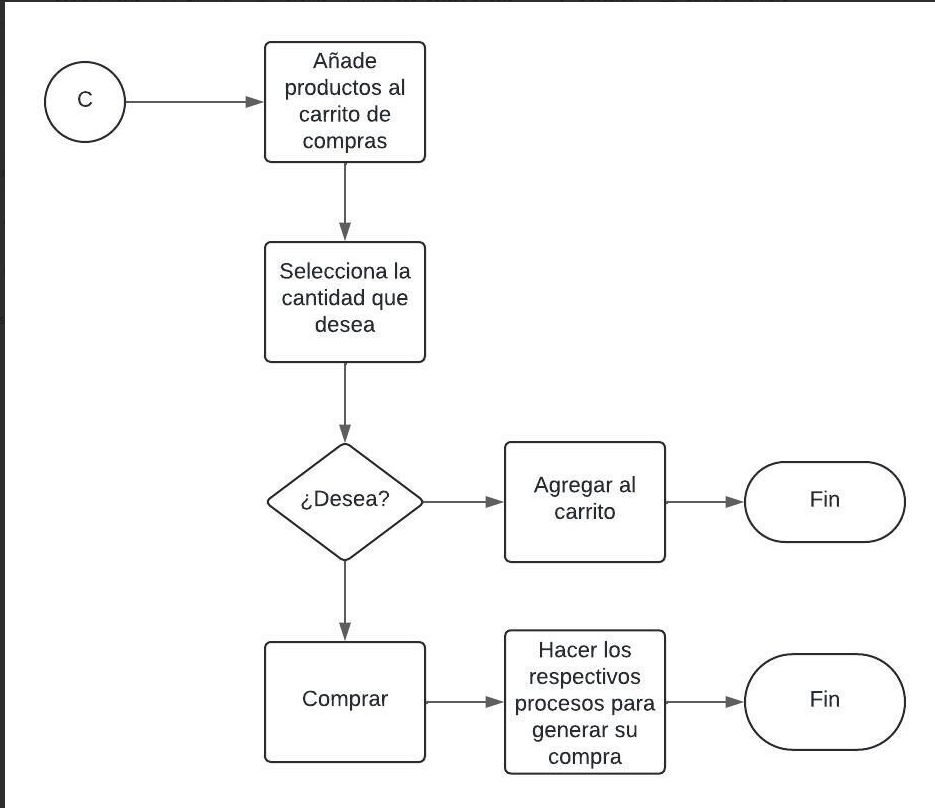 C
Añade
productos al
carrito de
compras
Selecciona la
cantidad que
desea
¿Desea?
Agregar al
carrito
Fin
Comprar
Hacer los
respectivos
procesos para
generar su
compra
Fin